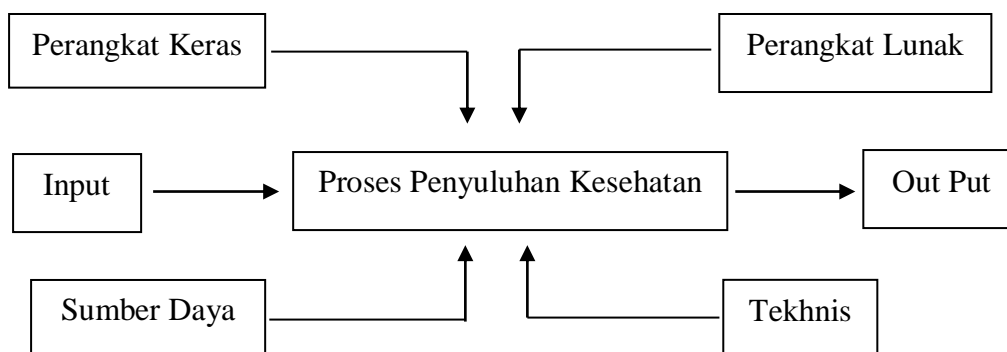 Perangkat Keras
Perangkat Lunak
Input
Proses Penyuluhan Kesehatan
Out Put
Sumber Daya
Tekhnis